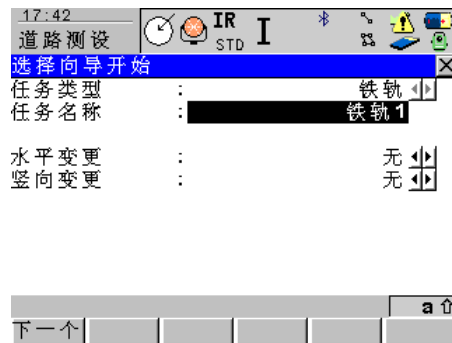 17:42
道路测设
IR
STD
I
选择向导开始
任务类型 : 铁轨
任务名称 : 铁轨1
水平变更 : 无
竖向变更 : 无
a
下一个